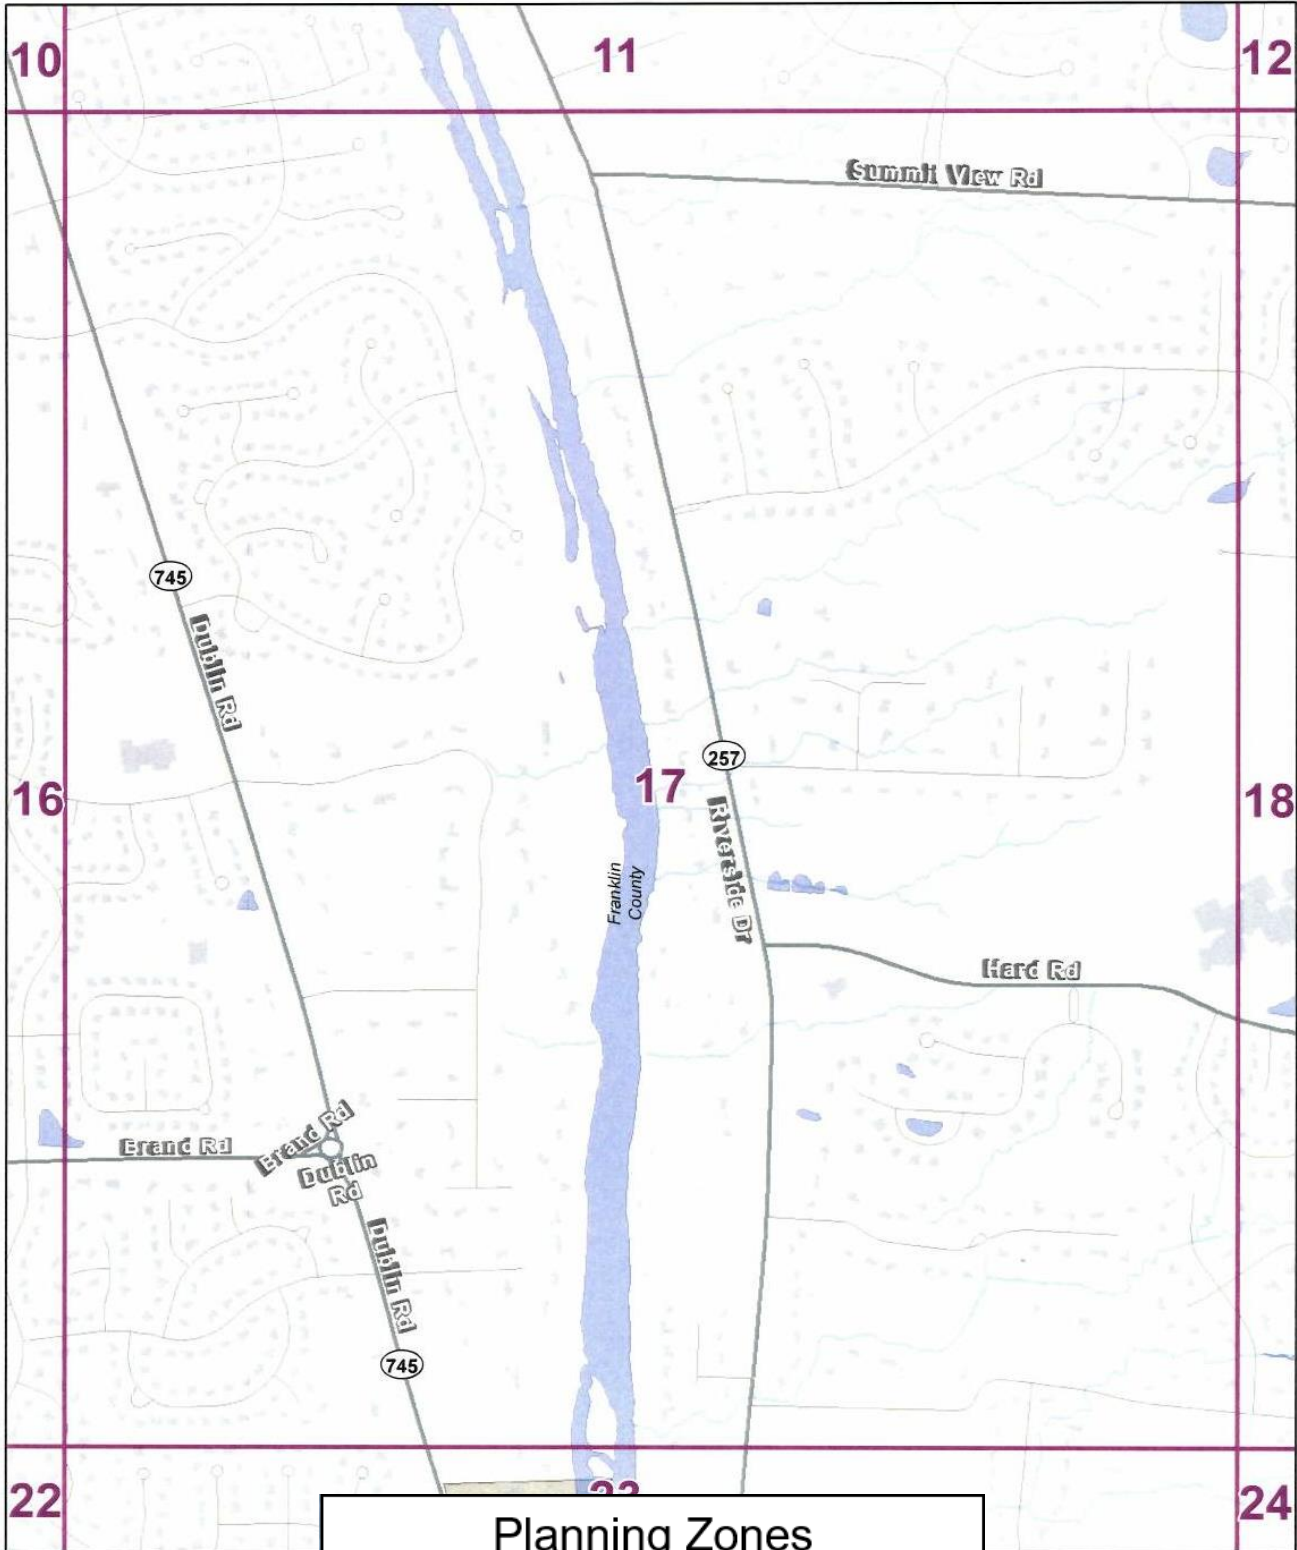 10
11
12
Summit View Rd
745
Dublin Rd
257
16
17
18
Riverside Dr
Franklin
County
Hard Rd
Brand Rd
Brand Rd
Dublin
Rd
Dublin Rd
745
22
23
24
Planning Zones